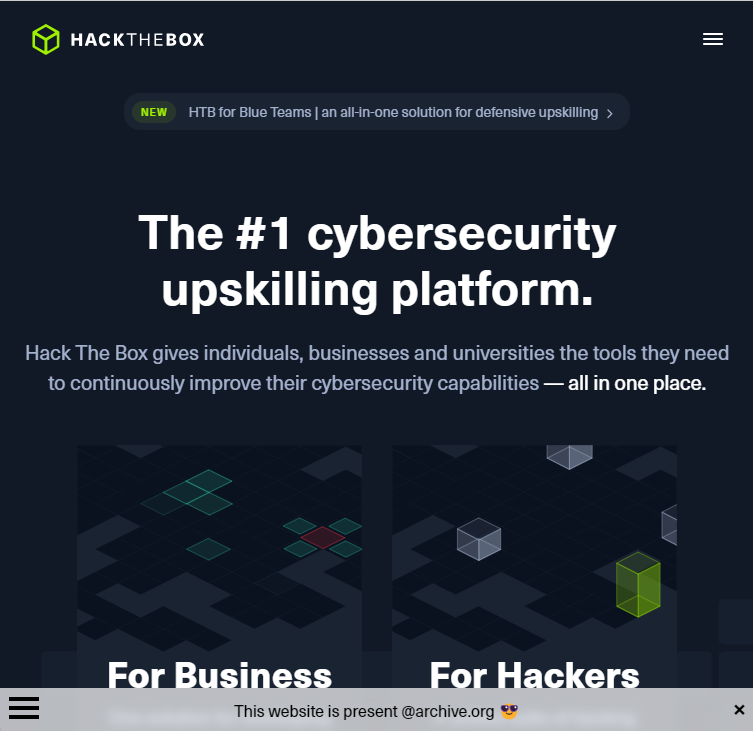 HACKTHEBOX
NEW HTB for Blue Teams | an all-in-one solution for defensive upskilling
The #1 cybersecurity
upskilling platform.
Hack The Box gives individuals, businesses and universities the tools they need
to continuously improve their cybersecurity capabilities — all in one place.
For Business
For Hackers
This website is present @archive.org 😎